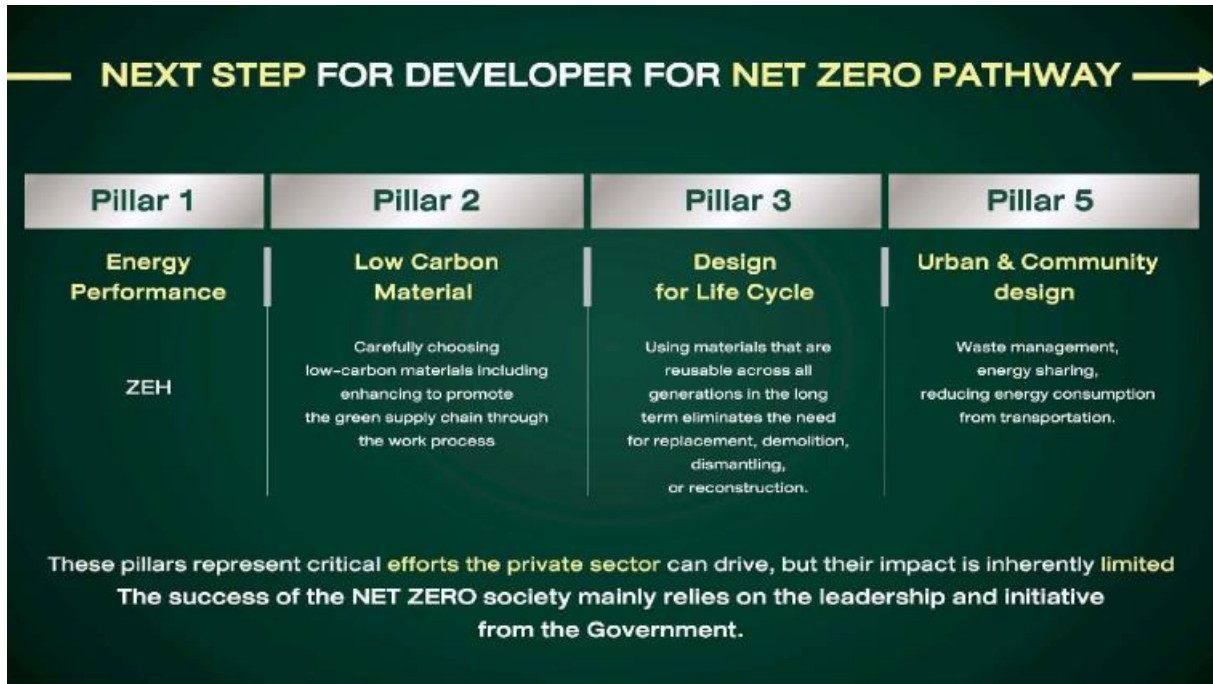 NEXT STEP FOR DEVELOPER FOR NET ZERO PATHWAY
Pillar 1
Energy
Performance
ZEH
Pillar 2
Low Carbon
Material
Carefully choosing
low-carbon materials including
enhancing to promote
the green supply chain through
the work process
Pillar 3
Design
for Life Cycle
Using materials that are
reusable across all
generations in the long
term eliminates the need
for replacement, demolition,
dismantling,
or reconstruction.
Pillar 5
Urban & Community
design
Waste management,
energy sharing,
reducing energy consumption
from transportation.
These pillars represent critical efforts the private sector can drive, but their impact is inherently limited
The success of the NET ZERO society mainly relies on the leadership and initiative
from the Government.